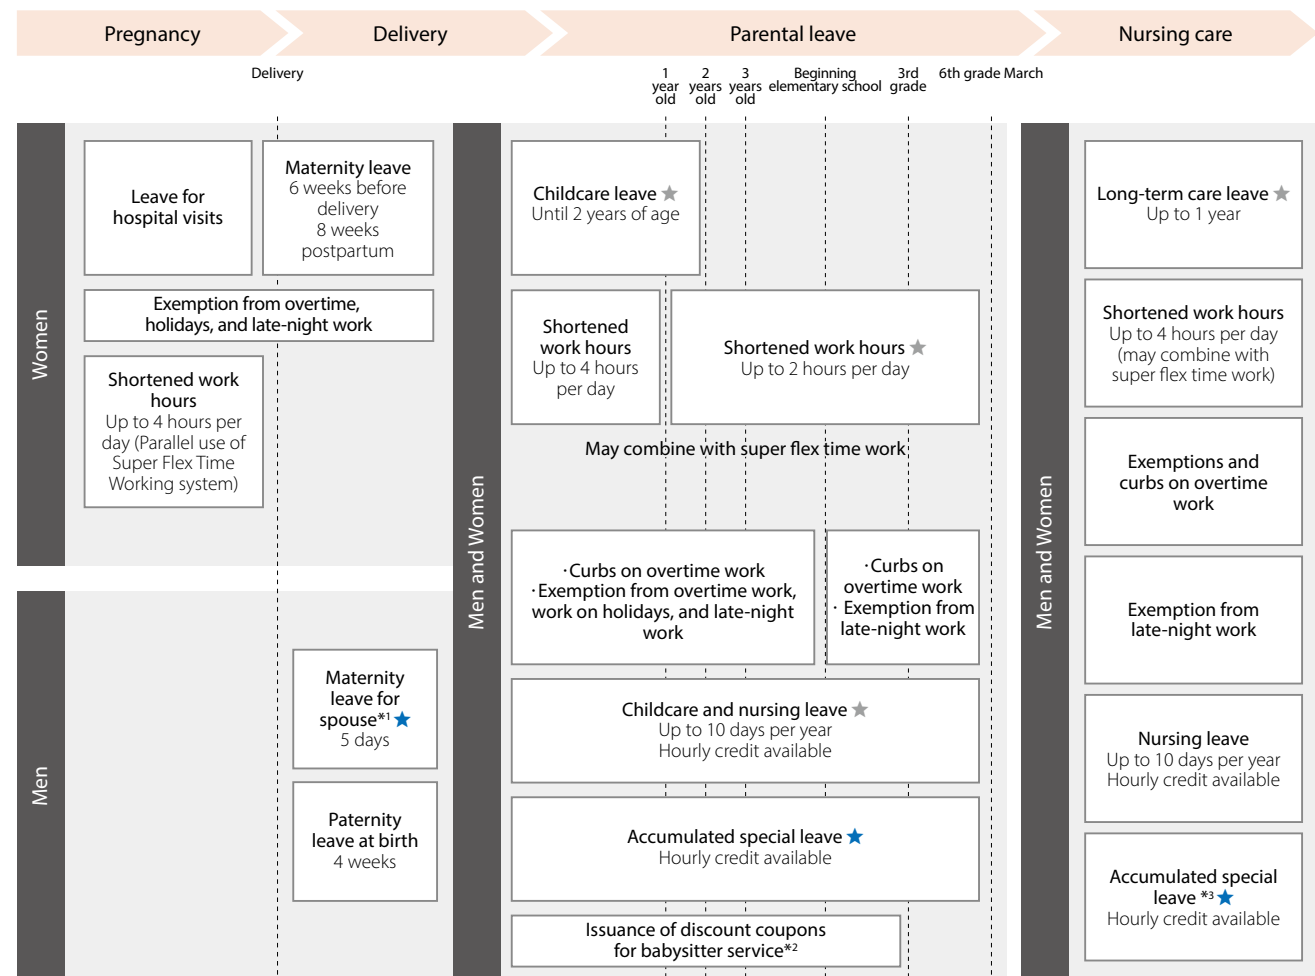 Pregnancy
Delivery
Parental leave
Nursing care
Delivery
1
year
old
2
years
old
3
years
old
Beginning
elementary school
3rd
grade
6th grade March
Women
Leave for
hospital visits
Maternity leave
6 weeks before
delivery
8 weeks
postpartum
Exemption from overtime,
holidays, and late-night work
Shortened work
hours
Up to 4 hours per
day (Parallel use of
Super Flex Time
Working system)
Men
Maternity
leave for
spouse*1 ★
5 days
Paternity
leave at birth
4 weeks
Men and Women
Childcare leave ★
Until 2 years of age
Shortened
work hours
Up to 4 hours
per day
Shortened work hours ★
Up to 2 hours per day
May combine with super flex time work
·Curbs on overtime work
·Exemption from overtime work,
work on holidays, and late-night
work
·Curbs on
overtime work
· Exemption from
late-night work
Childcare and nursing leave ★
Up to 10 days per year
Hourly credit available
Accumulated special leave ★
Hourly credit available
Issuance of discount coupons
for babysitter service*2
Men and Women
Long-term care leave ★
Up to 1 year
Shortened work hours
Up to 4 hours per day
(may combine with
super flex time work)
Exemptions and
curbs on overtime
work
Exemption from
late-night work
Nursing leave
Up to 10 days per year
Hourly credit available
Accumulated special
leave *3 ★
Hourly credit available